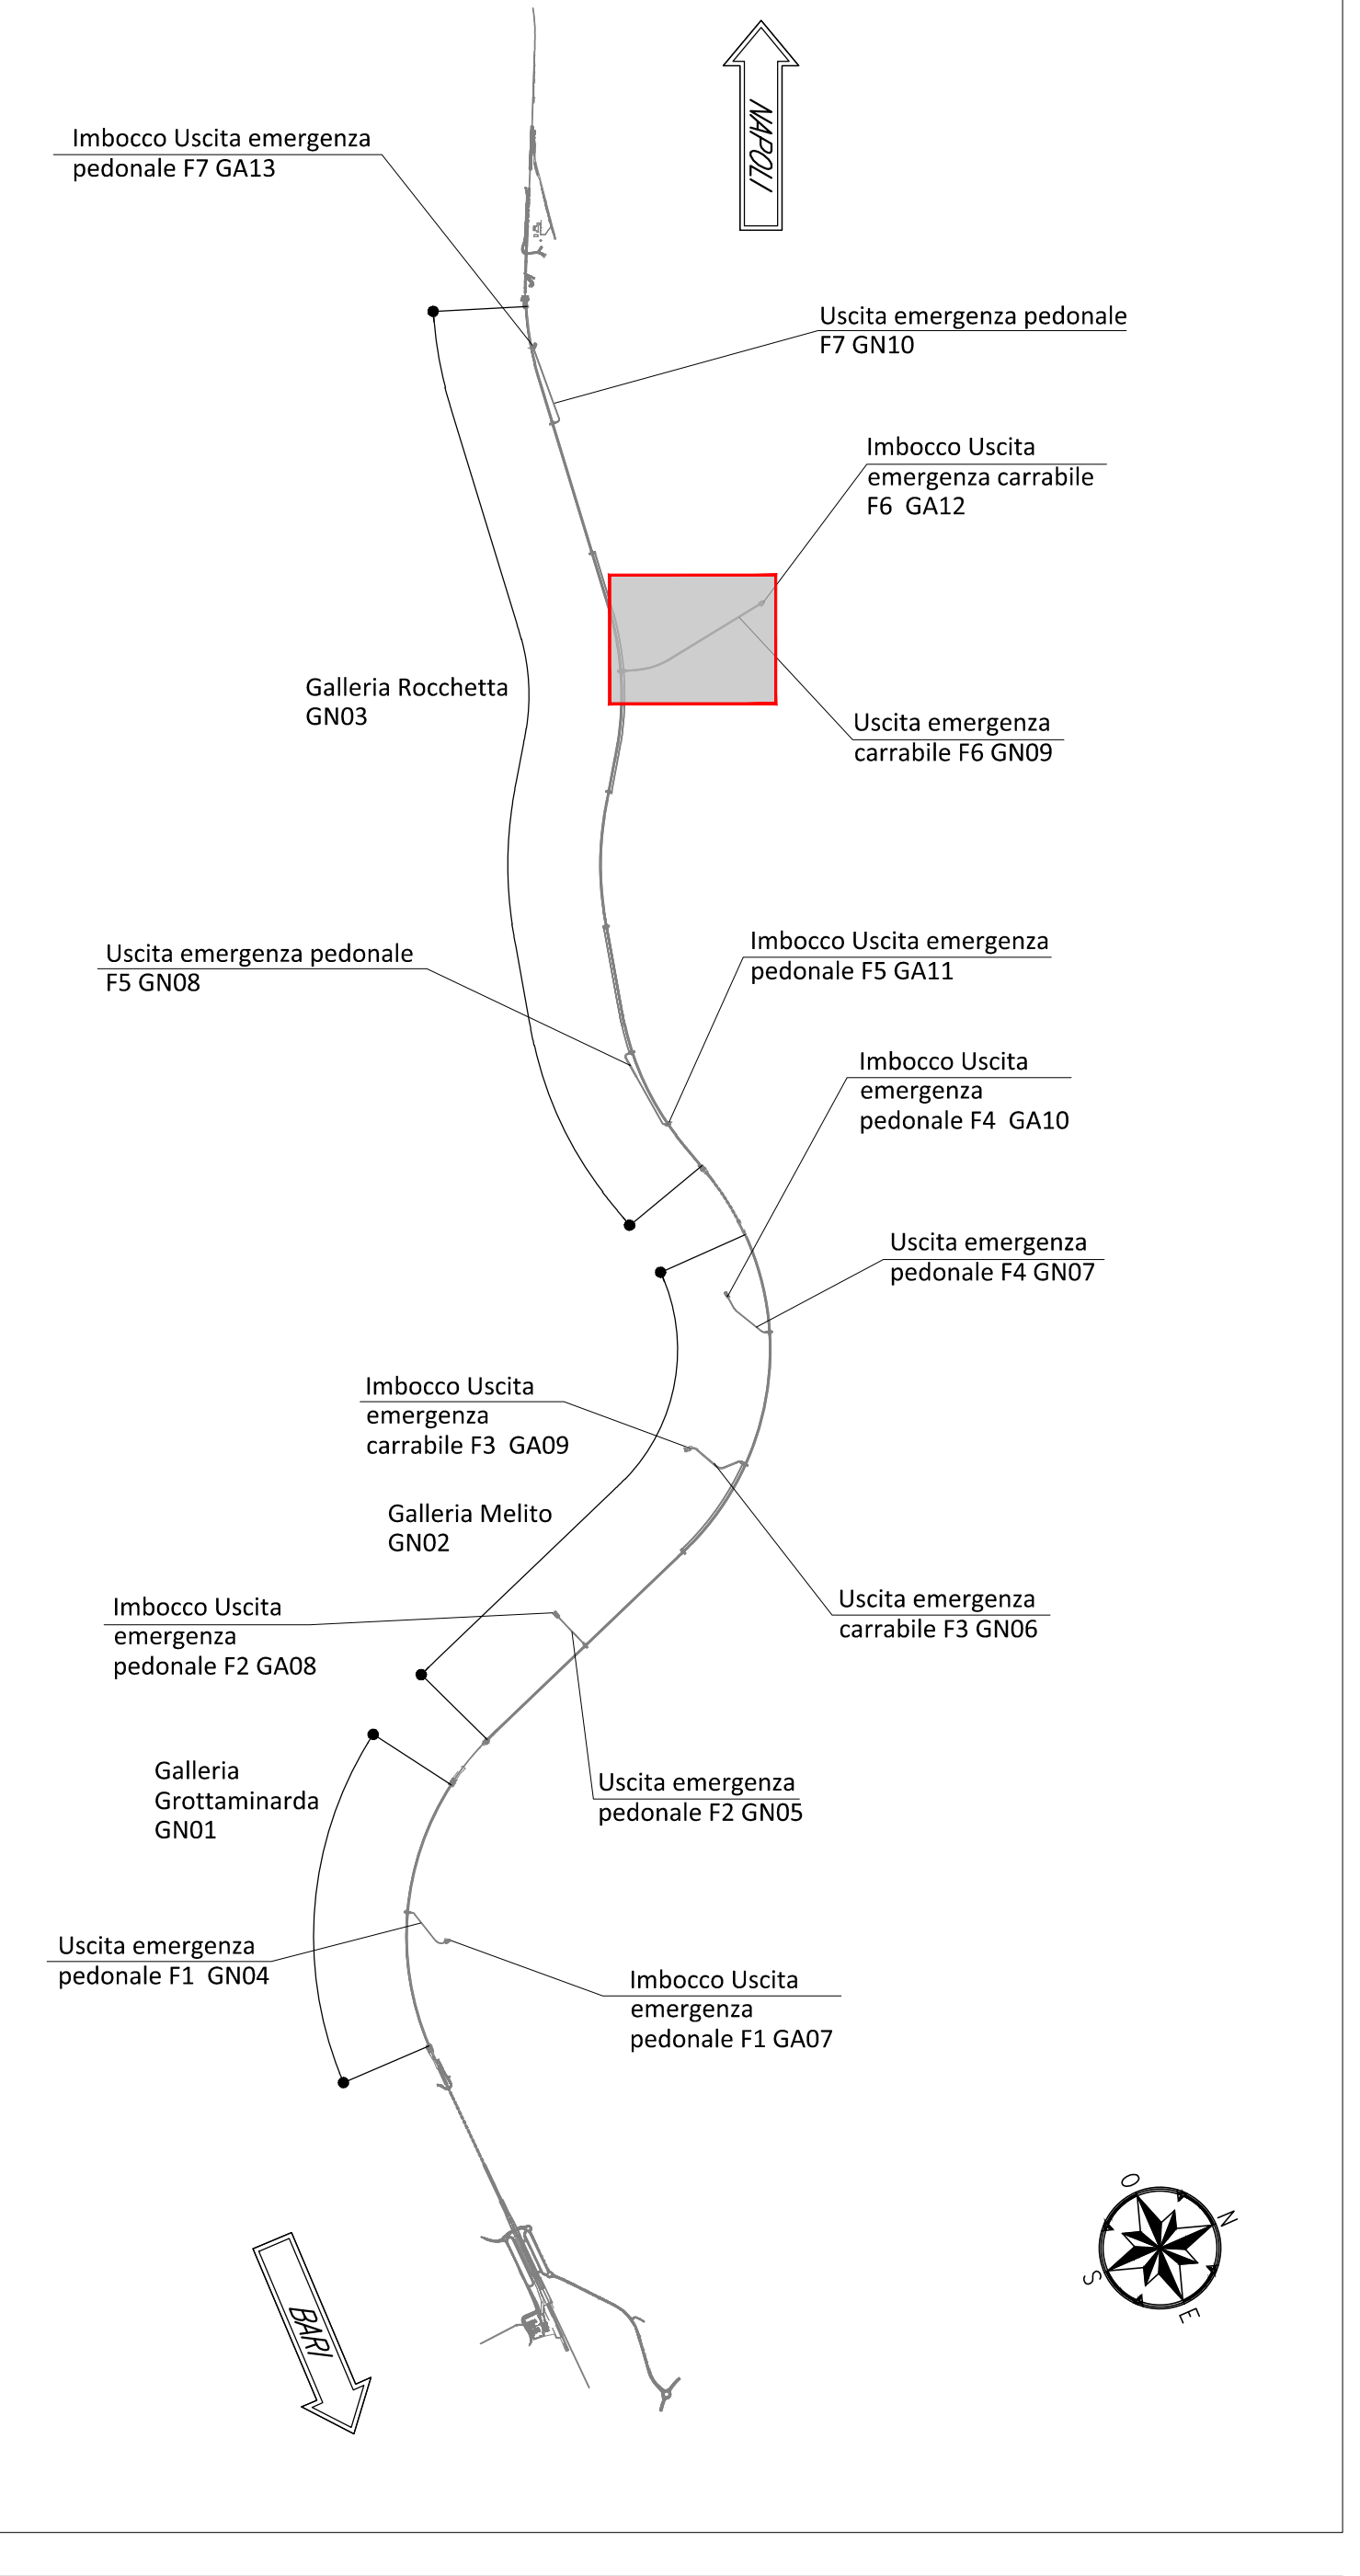 NAPOLI
Imbocco Uscita emergenza
pedonale F7 GA13
Uscita emergenza pedonale
F7 GN10
Imbocco Uscita
emergenza carrabile
F6  GA12
Galleria Rocchetta
GN03
Uscita emergenza
carrabile F6 GN09
Uscita emergenza pedonale
F5 GN08
Imbocco Uscita emergenza
pedonale F5 GA11
Imbocco Uscita
emergenza
pedonale F4  GA10
Uscita emergenza
pedonale F4 GN07
Imbocco Uscita
emergenza
carrabile F3  GA09
Galleria Melito
GN02
Uscita emergenza
carrabile F3 GN06
Imbocco Uscita
emergenza
pedonale F2 GA08
Galleria
Grottaminarda
GN01
Uscita emergenza
pedonale F2 GN05
Uscita emergenza
pedonale F1  GN04
Imbocco Uscita
emergenza
pedonale F1 GA07
O
N
S
E
BARI